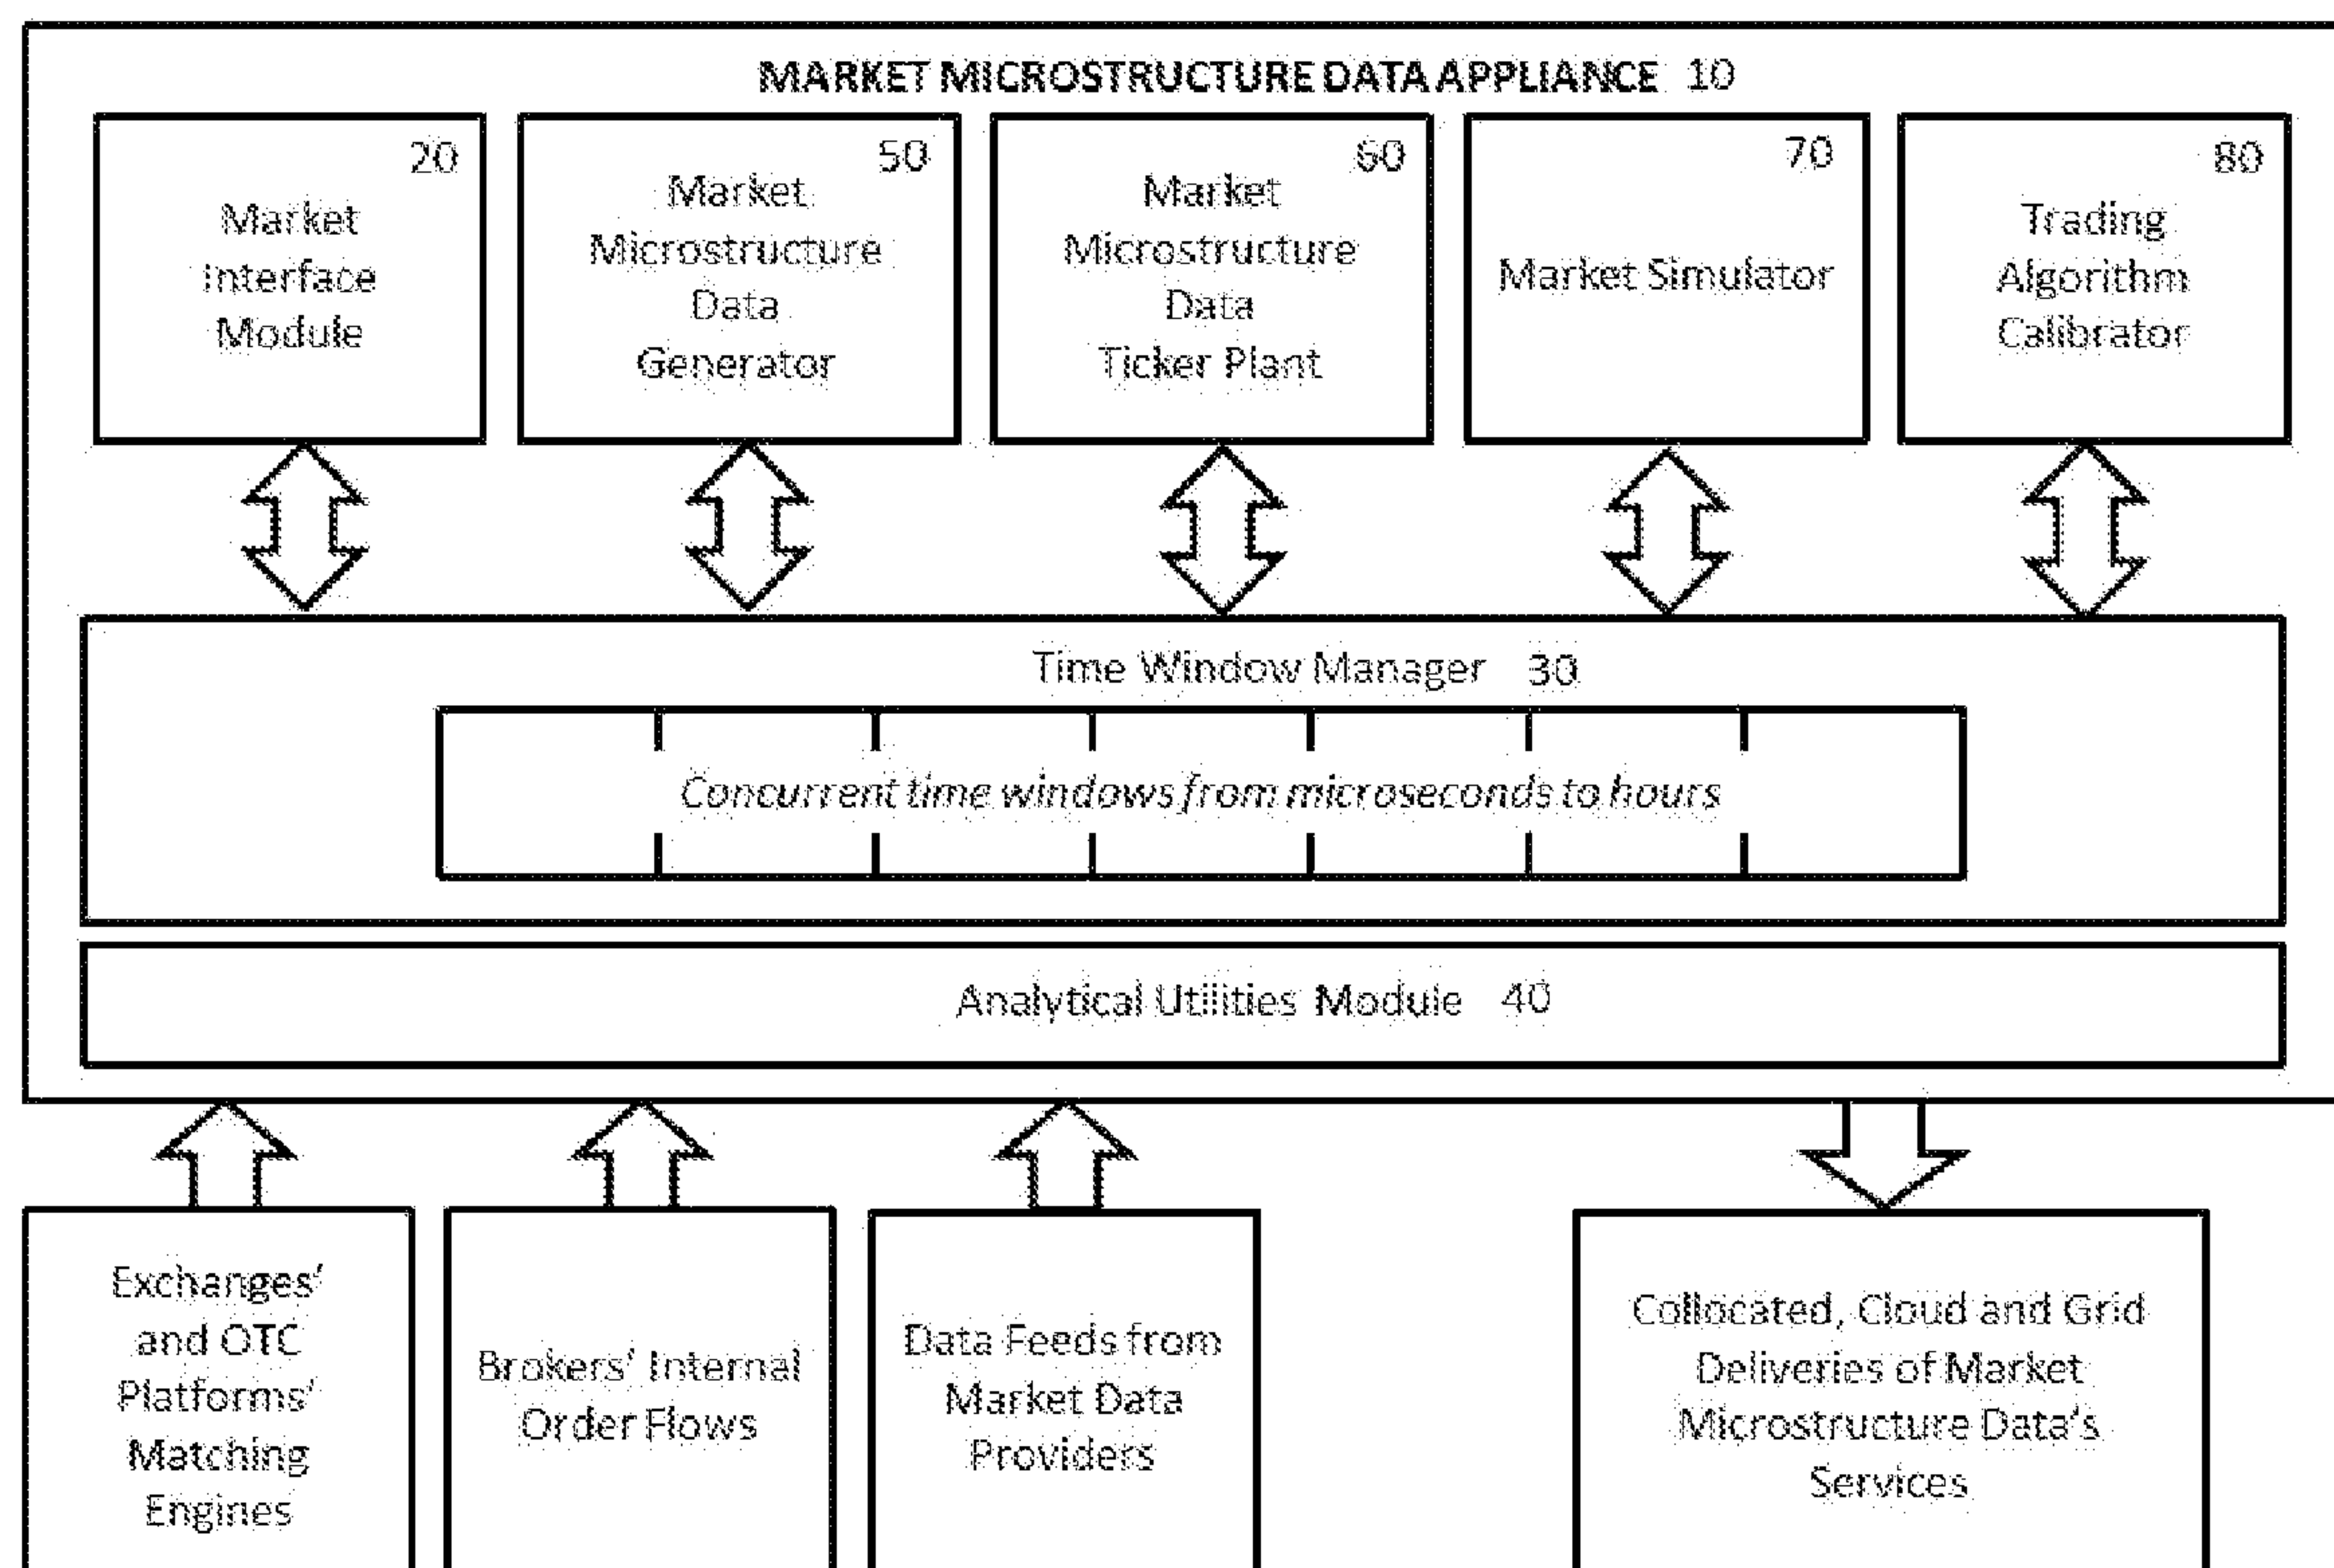 MARKET MICROSTRUCTURE DATA APPLIANCE 10
20
Market
Interface
Module
50
Market
Microstructure
Data
Generator
60
Market
Microstructure
Data
Ticker Plant
70
Market Simulator
80
Trading
Algorithm
Calibrator
Time Window Manager 30
Concurrent time windows from microseconds to hours
Analytical Utilities Module 40
Exchanges'
and OTC
Platforms'
Matching
Engines
Brokers' Internal
Order Flows
Data Feeds from
Market Data
Providers
Collocated, Cloud and Grid
Deliveries of Market
Microstructure Data's
Services